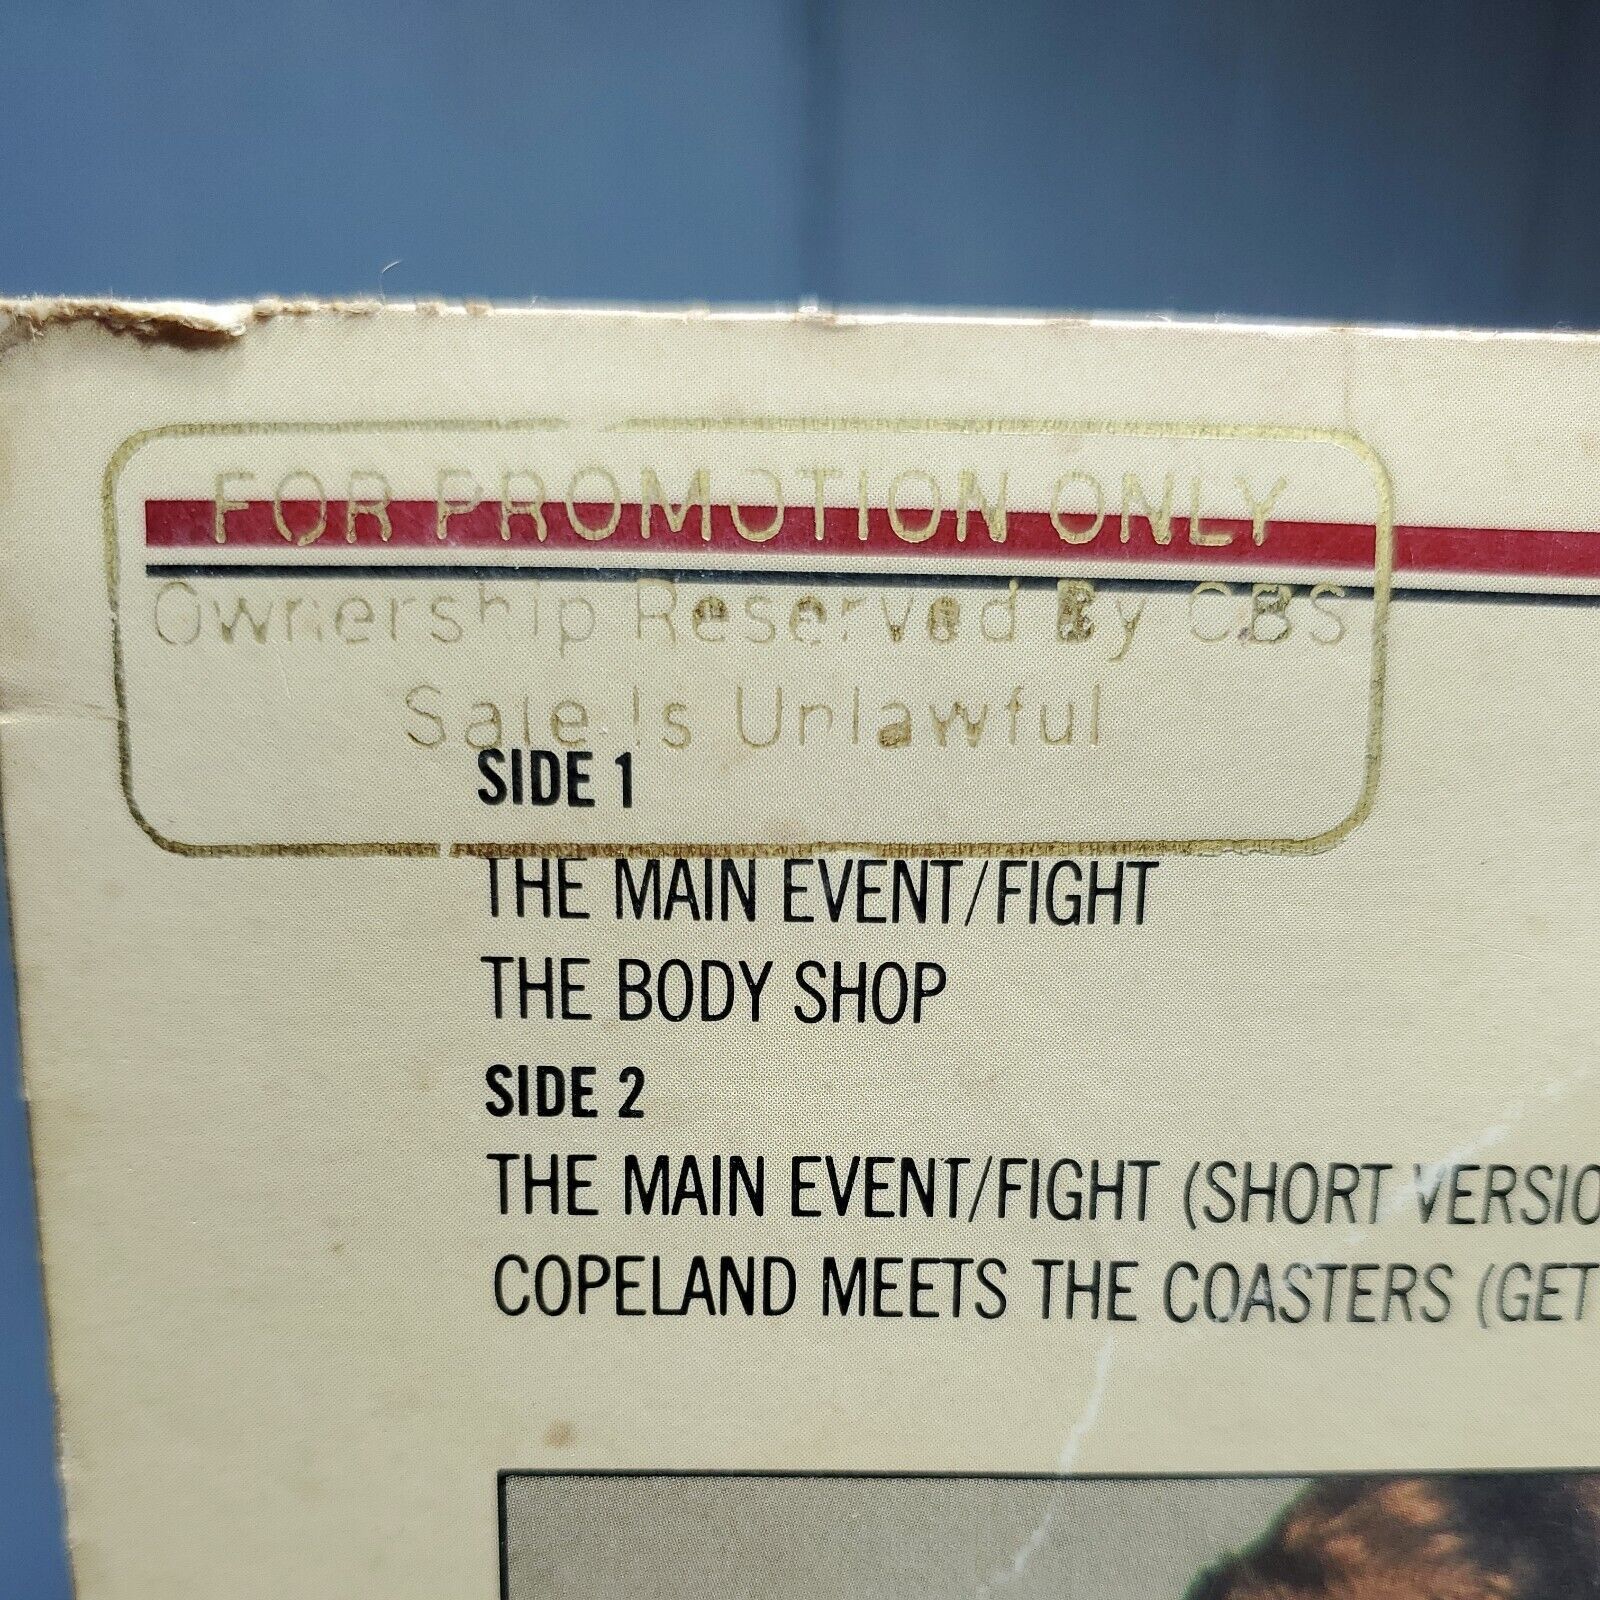 FOR PROMOTION ONLY
Ownership Reserved By CBS
Sale Is Unlawful
SIDE 1
THE MAIN EVENT/FIGHT
THE BODY SHOP
SIDE 2
THE MAIN EVENT/FIGHT (SHORT VERSIO
COPELAND MEETS THE COASTERS (GET